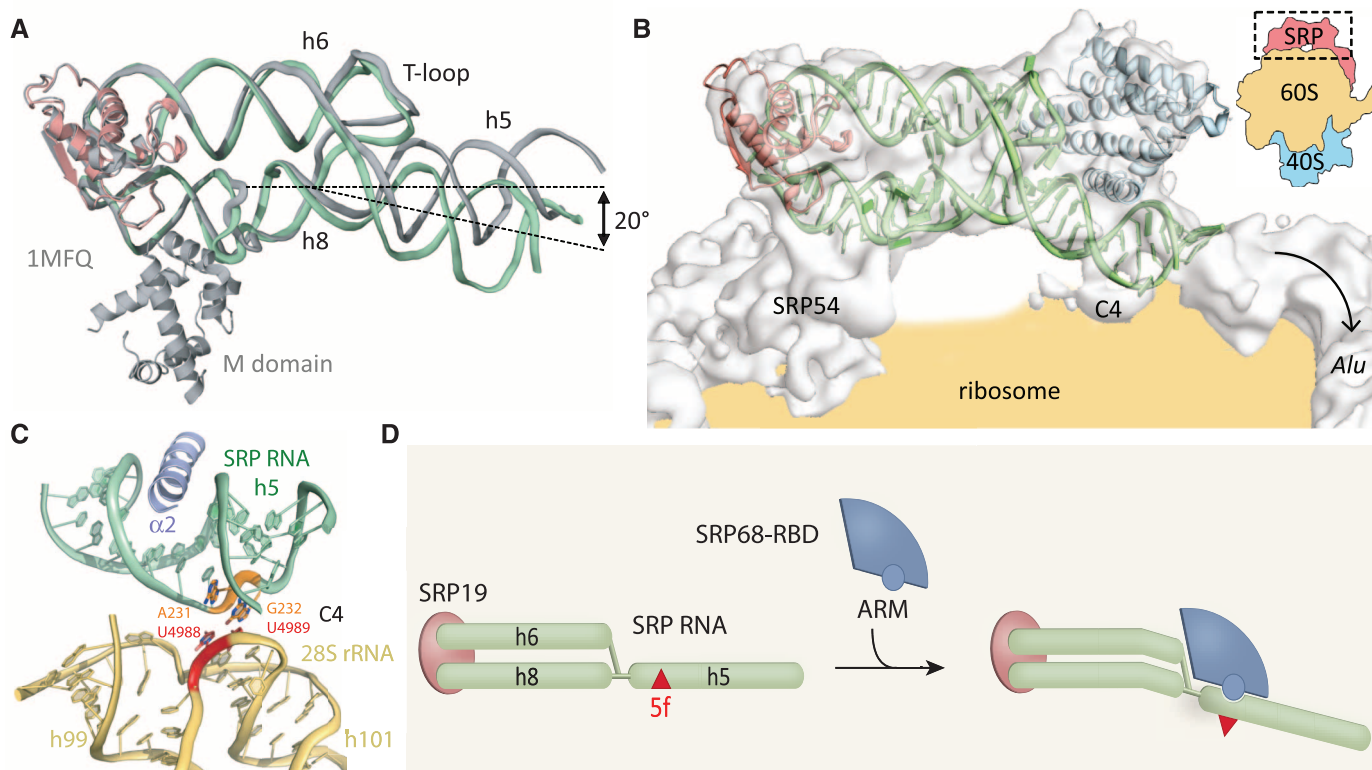 A
h6
T-loop
h5
20°
h8
1MFQ
M domain
B
SRP
60S
40S
SRP54
C4
Alu
ribosome
C
SRP RNA
h5
α2
A231
U4988
G232
U4989
C4
28S rRNA
h99
h101
D
SRP68-RBD
ARM
SRP19
SRP RNA
h6
h8
h5
5f